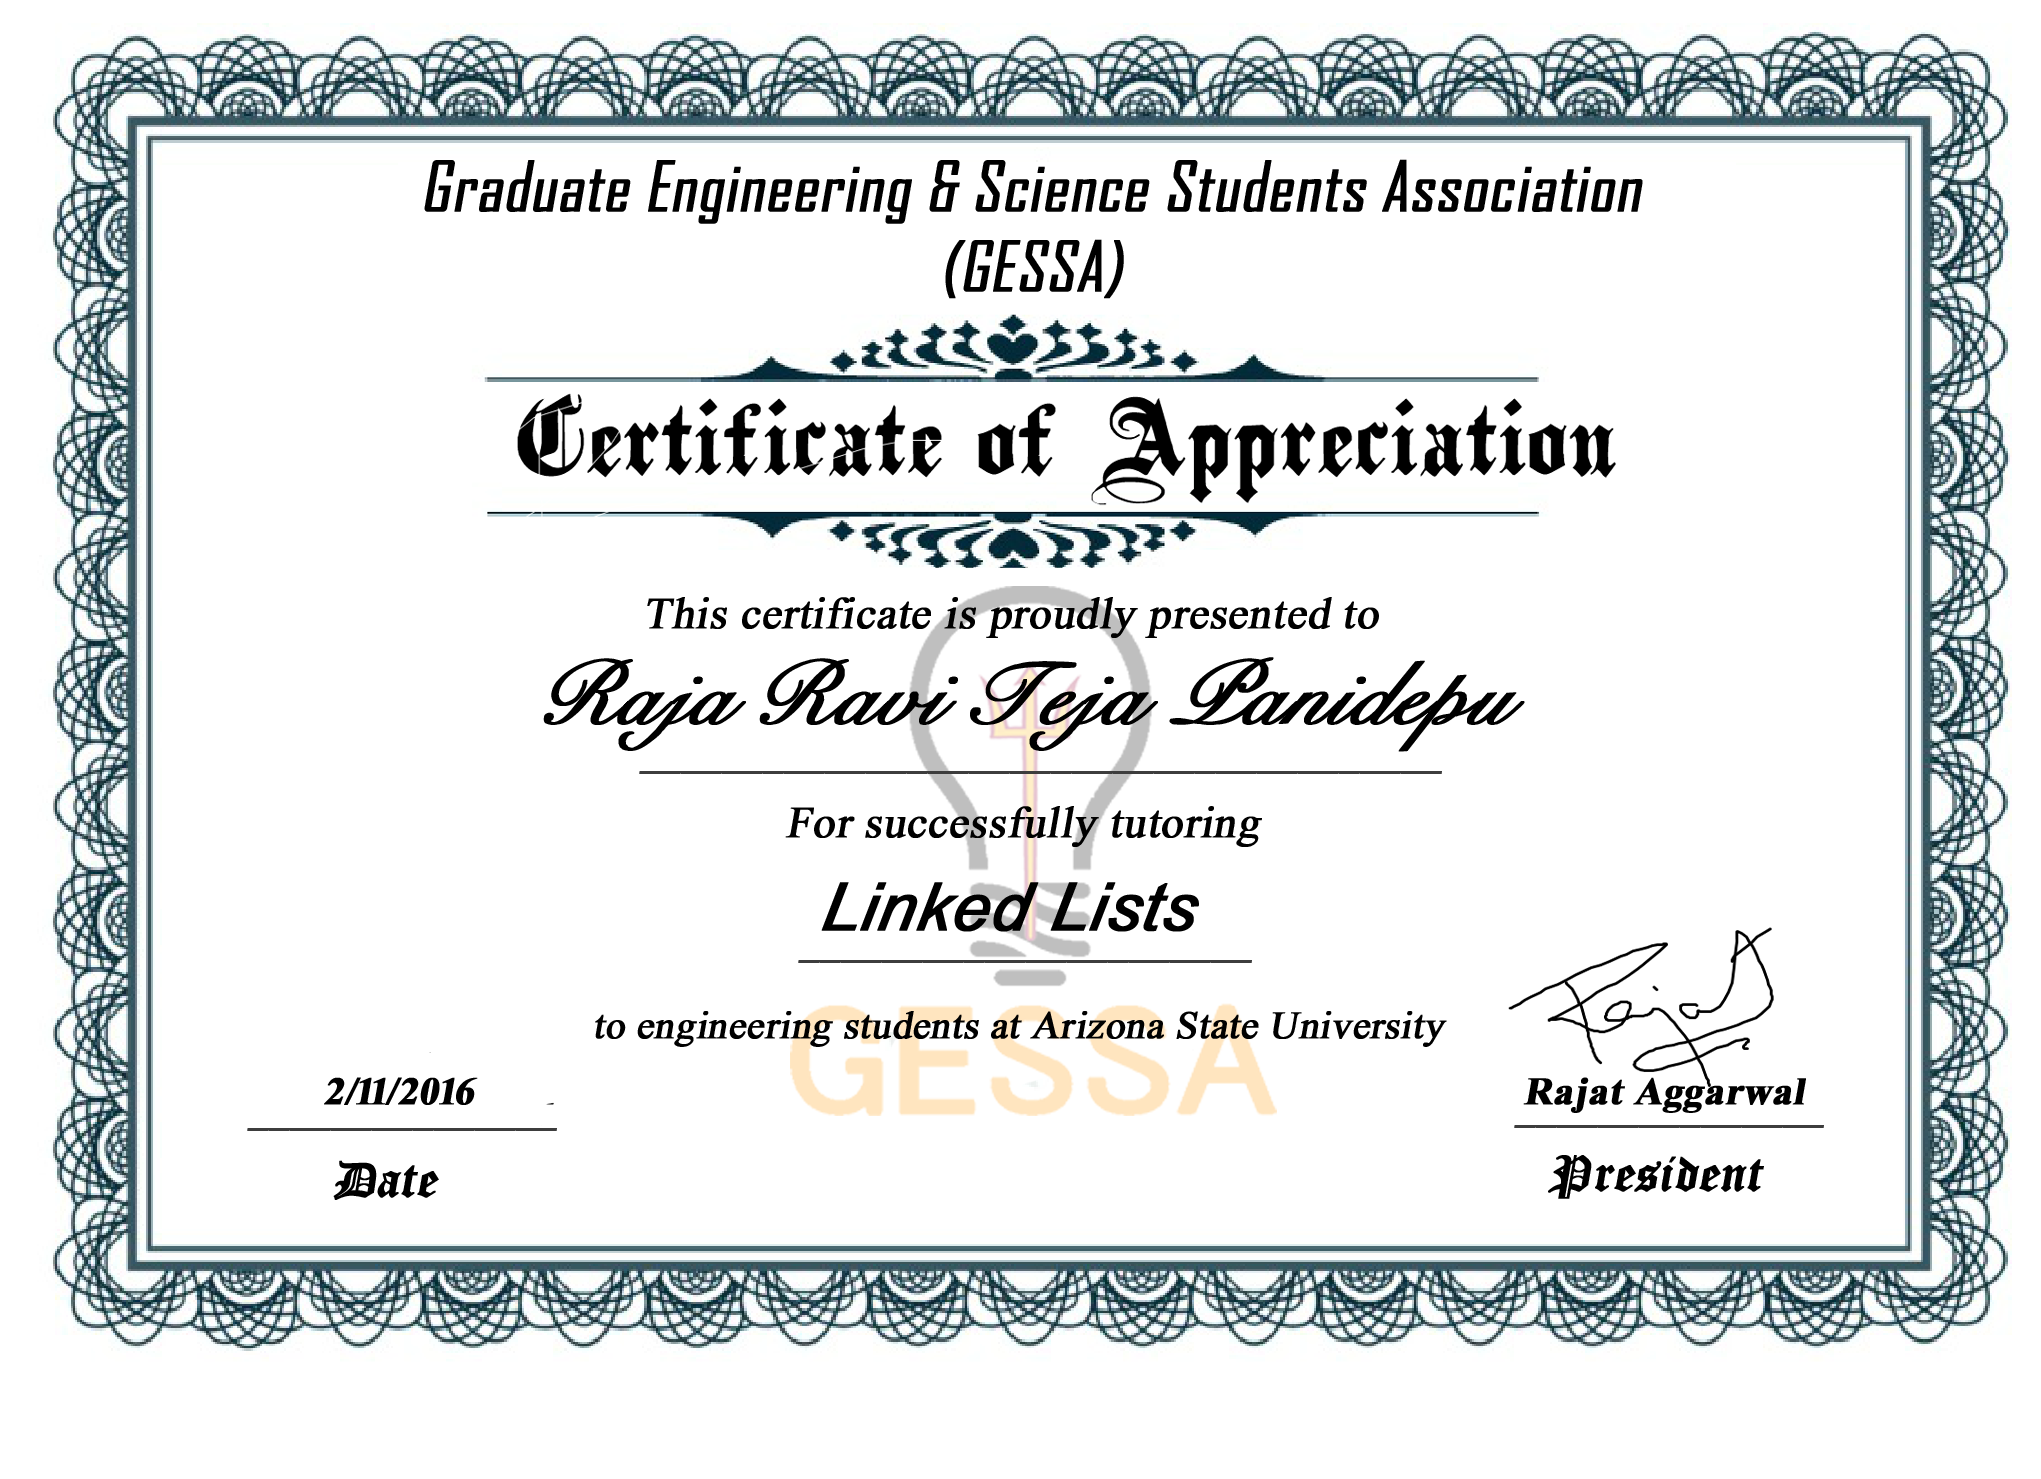 Graduate Engineering & Science Students Association
(GESSA)
Certificate of Appreciation
This certificate is proudly presented to
Raja Ravi Teja Panidepu
For successfully tutoring
Linked Lists
to engineering students at Arizona State University
GESSA
Rajat
2/11/2016
Rajat Aggarwal
Date
President